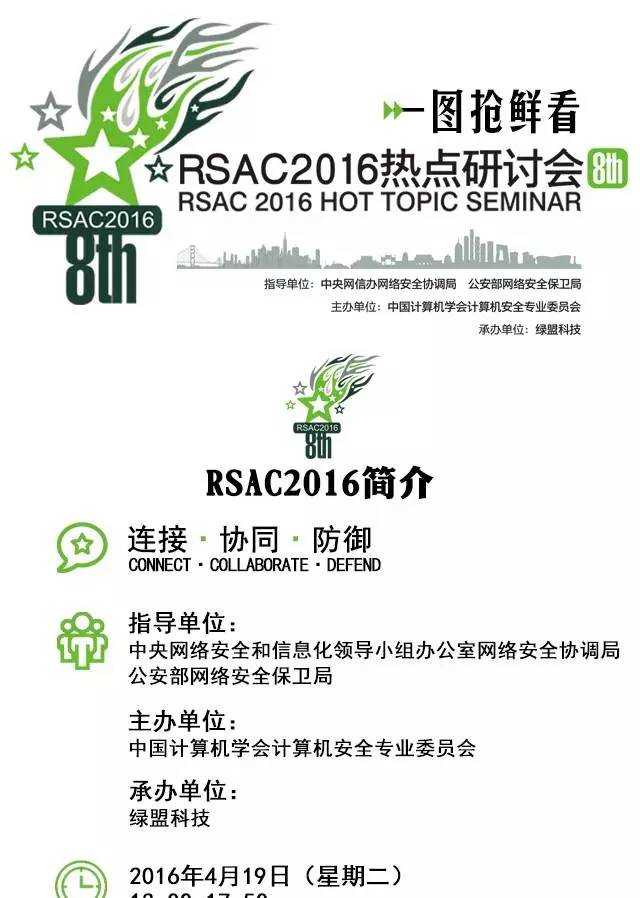 一图抢鲜看
RSAC2016热点研讨会 8th
RSAC 2016 HOT TOPIC SEMINAR
RSAC2016
8th
指导单位：中央网信办网络安全协调局 公安部网络安全保卫局
主办单位：中国计算机学会计算机安全专业委员会
承办单位：绿盟科技
RSAC2016
8th
RSAC2016简介
连接·协同·防御
CONNECT·COLLABORATE·DEFEND
指导单位：
中央网络安全和信息化领导小组办公室网络安全协调局
公安部网络安全保卫局
主办单位：
中国计算机学会计算机安全专业委员会
承办单位：
绿盟科技
2016年4月19日（星期二）